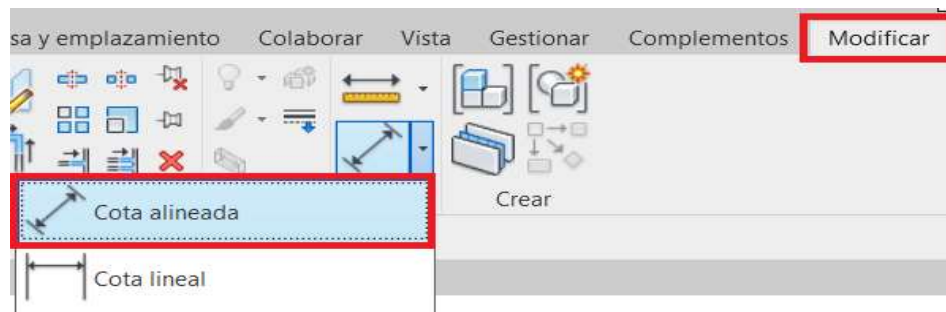 sa y emplazamiento Colaborar Vista Gestionar Complementos Modificar
Crear
Cota alineada
Cota lineal